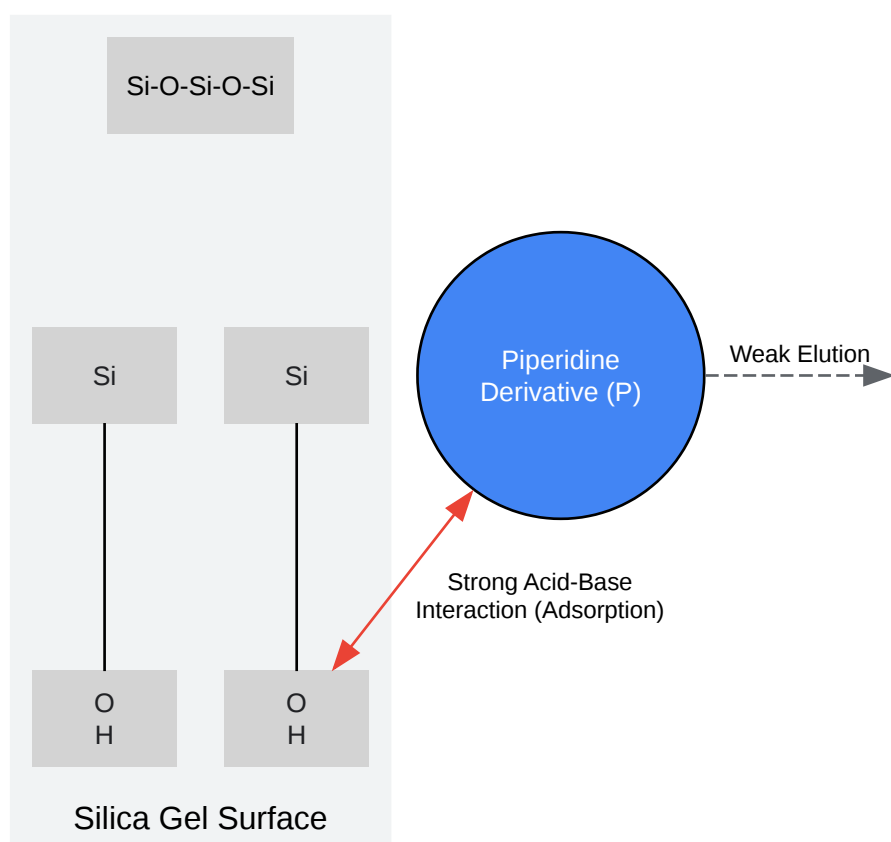 Si-O-Si-O-Si
Si
Si
Piperidine
Derivative (P)
Weak Elution
Strong Acid-Base
Interaction (Adsorption)
O
H
O
H
Silica Gel Surface